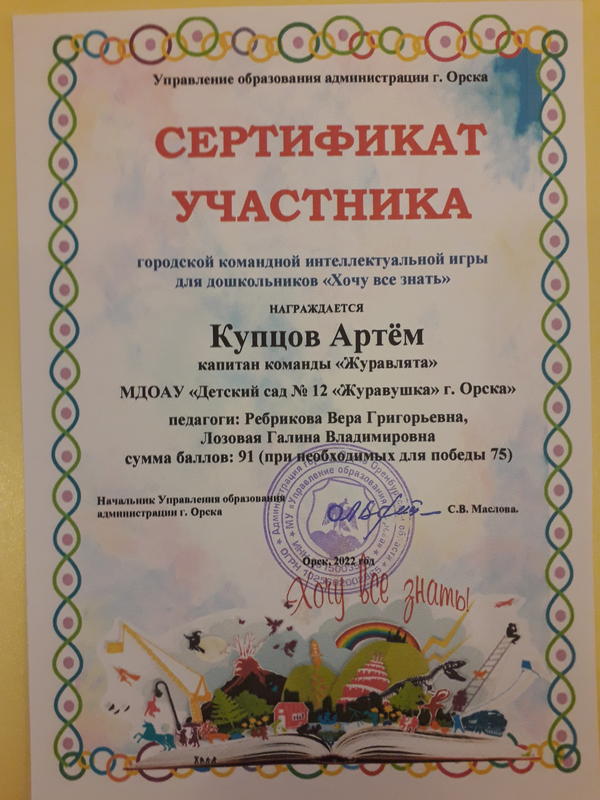 Управление образования администрации г. Орска
СЕРТИФИКАТ
УЧАСТНИКА
городской командной интеллектуальной игры
для дошкольников «Хочу все знать»
НАГРАЖДАЕТСЯ
Купцов Артём
капитан команды «Журавлята»
МДОАУ «Детский сад № 12 «Журавушка» г. Орска»
педагоги: Ребрикова Вера Григорьевна,
Лозовая Галина Владимировна
сумма баллов: 91 (при необходимых для победы 75)
Начальник Управления образования
администрации г. Орска
С.В. Маслова.
Орск, 2022 год
Хочу все знать!